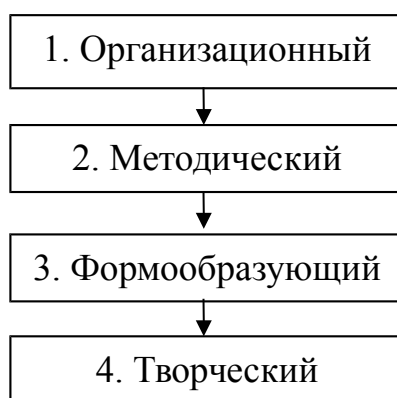 1. Организационный
2. Методический
3. Формообразующий
4. Творческий